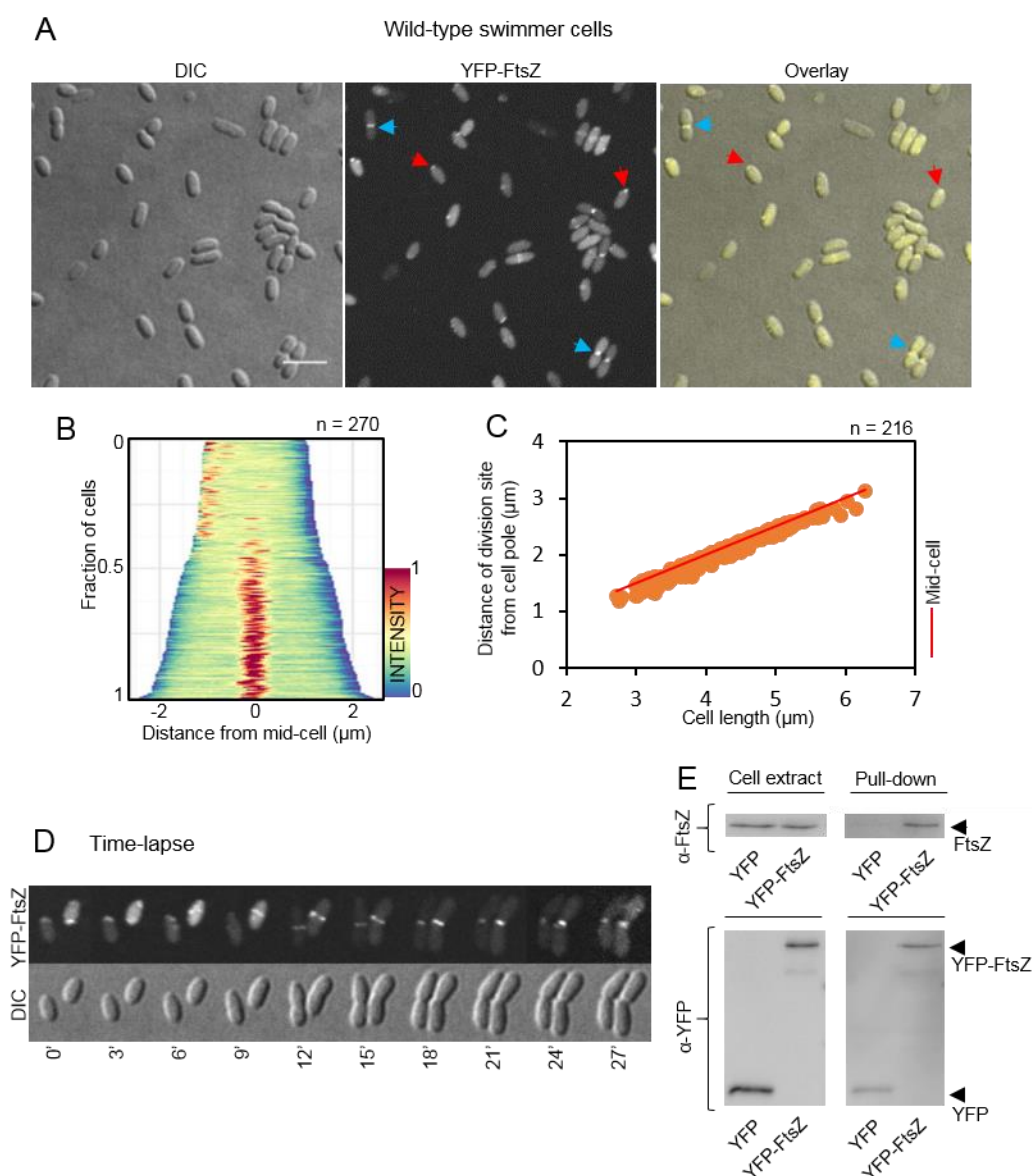 A
Wild-type swimmer cells
DIC
YFP-FtsZ
Overlay
B
n = 270
0
0.5
1
Fraction of cells
-2
0
2
Distance from mid-cell (µm)
1
INTENSITY
0
C
n = 216
4
3
2
1
0
Distance of division site
from cell pole (µm)
2
3
4
5
6
7
Cell length (µm)
Mid-cell
D
Time-lapse
YFP-FtsZ
DIC
0’
3’
6’
9’
12’
15’
18’
21’
24’
27’
E
Cell extract
Pull-down
α-FtsZ
FtsZ
YFP
YFP-FtsZ
YFP
YFP-FtsZ
α-YFP
YFP-FtsZ
YFP
YFP
YFP-FtsZ
YFP
YFP-FtsZ